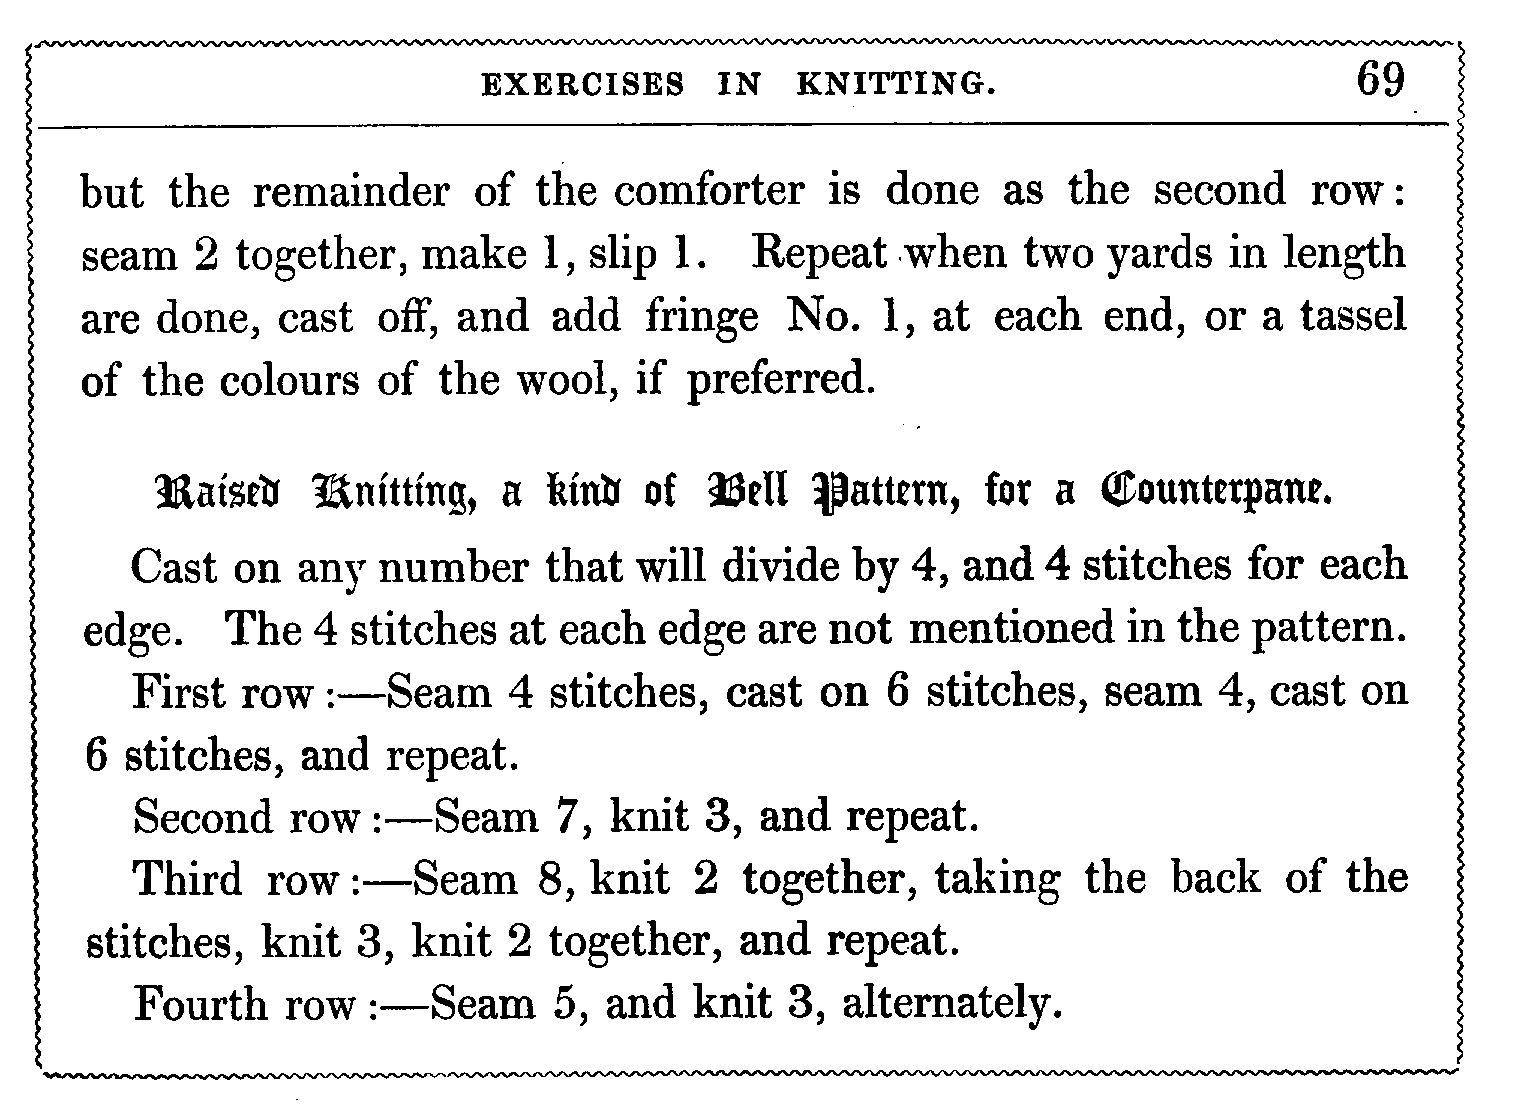 EXERCISES IN KNITTING. 69
but the remainder of the comforter is done as the second row:
seam 2 together, make 1, slip 1. Repeat when two yards in length
are done, cast off, and add fringe No. 1, at each end, or a tassel
of the colours of the wool, if preferred.
Raised Knitting, a kind of Bell Pattern, for a Counterpane.
Cast on any number that will divide by 4, and 4 stitches for each
edge. The 4 stitches at each edge are not mentioned in the pattern.
First row:—Seam 4 stitches, cast on 6 stitches, seam 4, cast on
6 stitches, and repeat.
Second row:—Seam 7, knit 3, and repeat.
Third row:—Seam 8, knit 2 together, taking the back of the
stitches, knit 3, knit 2 together, and repeat.
Fourth row:—Seam 5, and knit 3, alternately.